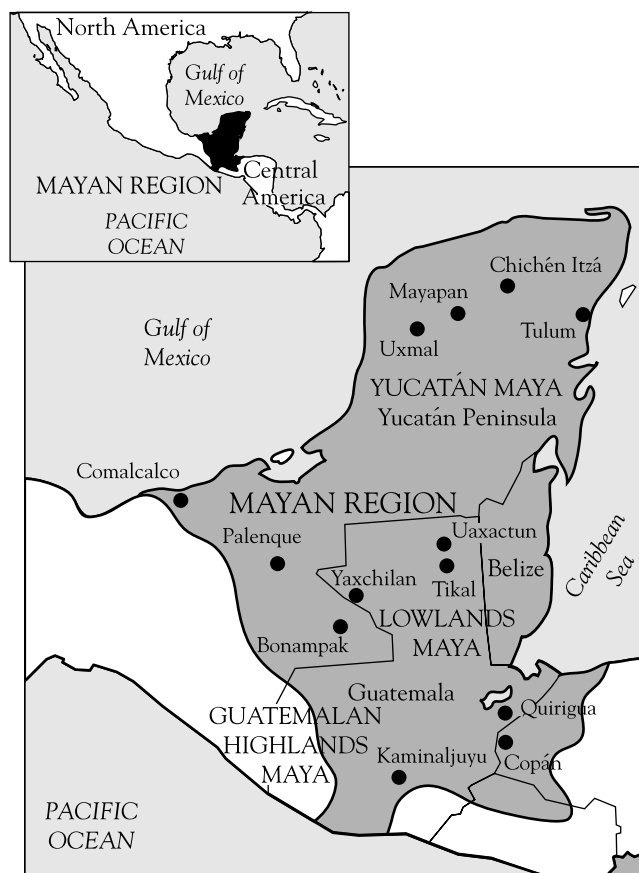 North America
Gulf of
Mexico
Central
America
MAYAN REGION
PACIFIC
OCEAN
Chichén Itzá
Mayapan
Gulf of
Mexico
Tulum
Uxmal
YUCATÁN MAYA
Yucatán Peninsula
Comalcalco
MAYAN REGION
Uaxactun
Palenque
Caribbean
Sea
Belize
Yaxchilan
Tikal
LOWLANDS
MAYA
Bonampak
Guatemala
Quirigua
GUATEMALAN
HIGHLANDS
MAYA
Kaminaljuyu
Copán
PACIFIC
OCEAN